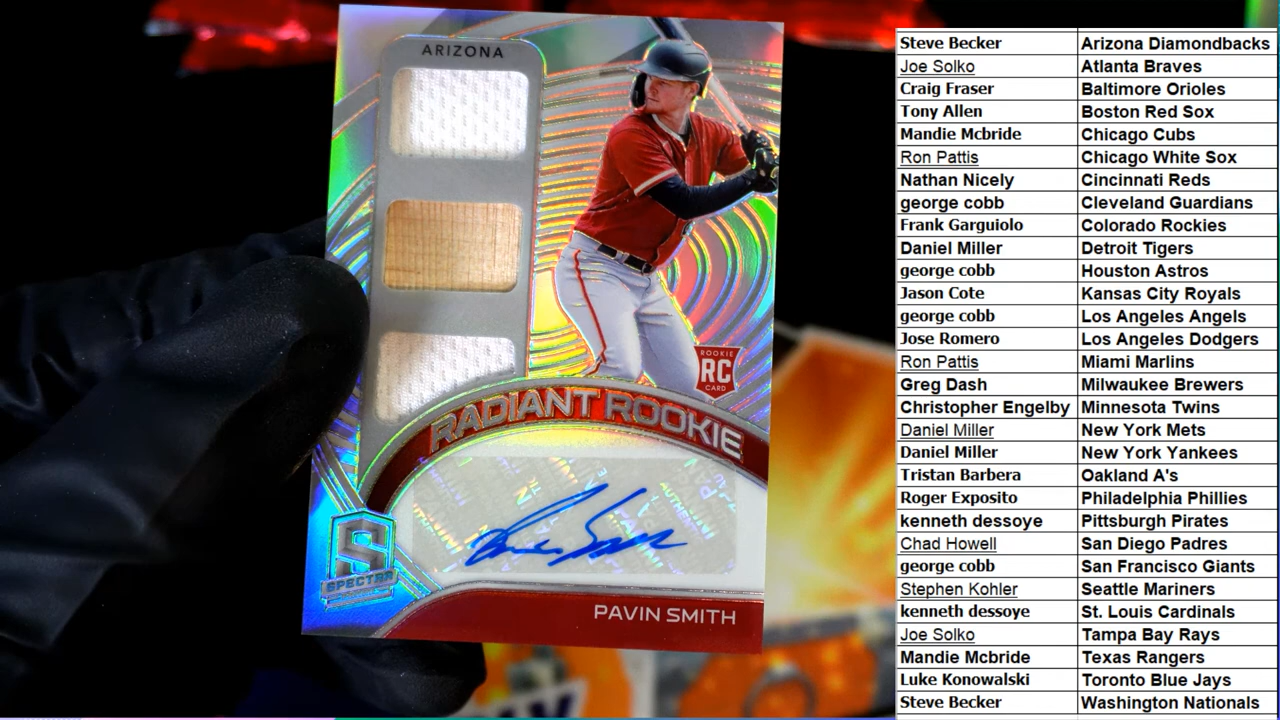 ARIZONA
ROOKIE
RC
CARD
RADIANT ROOKIE
SPECTRA
PAVIN SMITH
Steve Becker Arizona Diamondbacks
Joe Solko Atlanta Braves
Craig Fraser Baltimore Orioles
Tony Allen Boston Red Sox
Mandie Mcbride Chicago Cubs
Ron Pattis Chicago White Sox
Nathan Nicely Cincinnati Reds
george cobb Cleveland Guardians
Frank Garguiolo Colorado Rockies
Daniel Miller Detroit Tigers
george cobb Houston Astros
Jason Cote Kansas City Royals
george cobb Los Angeles Angels
Jose Romero Los Angeles Dodgers
Ron Pattis Miami Marlins
Greg Dash Milwaukee Brewers
Christopher Engelby Minnesota Twins
Daniel Miller New York Mets
Daniel Miller New York Yankees
Tristan Barbera Oakland A's
Roger Exposito Philadelphia Phillies
kenneth dessoye Pittsburgh Pirates
Chad Howell San Diego Padres
george cobb San Francisco Giants
Stephen Kohler Seattle Mariners
kenneth dessoye St. Louis Cardinals
Joe Solko Tampa Bay Rays
Mandie Mcbride Texas Rangers
Luke Konowalski Toronto Blue Jays
Steve Becker Washington Nationals